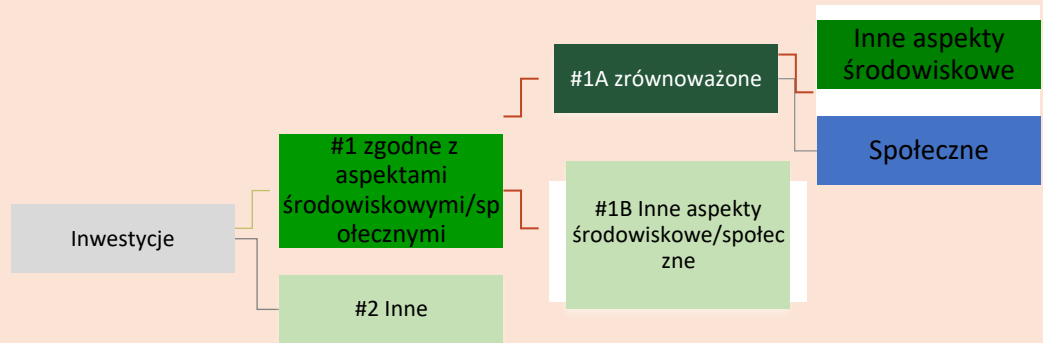 Inwestycje
#1 zgodne z
aspektami
środowiskowymi/sp
ołecznymi
#2 Inne
#1A zrównoważone
#1B Inne aspekty
środowiskowe/społec
zne
Inne aspekty
środowiskowe
Społeczne